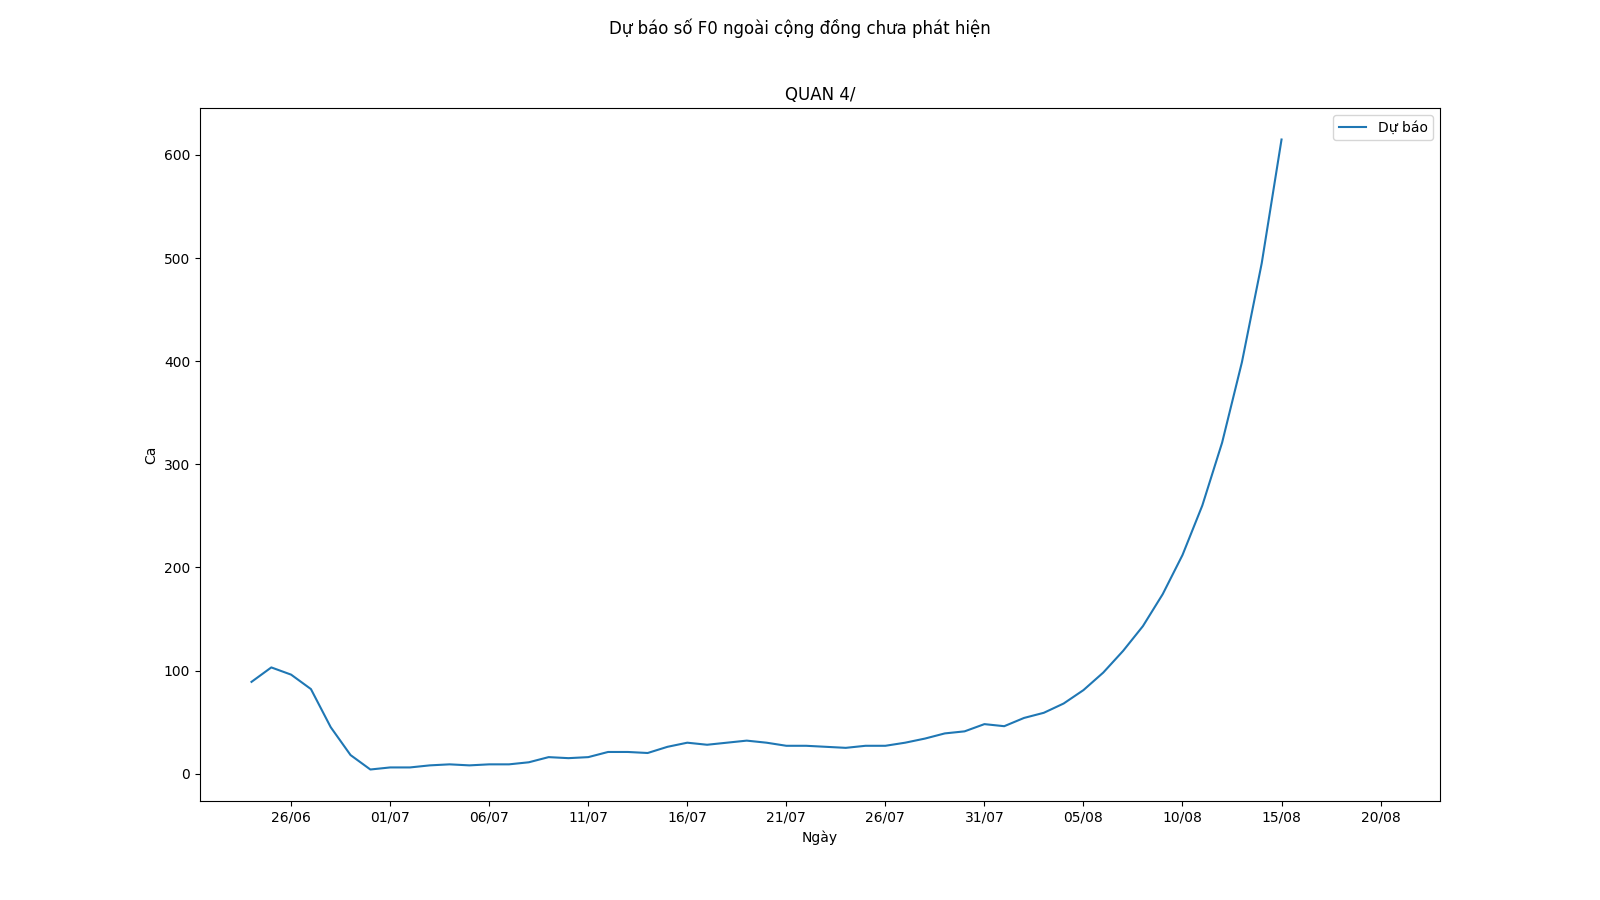 Dự báo số F0 ngoài cộng đồng chưa phát hiện
QUAN 4/
Dự báo
600
500
400
300
200
100
0
Ca
26/06 01/07 06/07 11/07 16/07 21/07 26/07 31/07 05/08 10/08 15/08 20/08
Ngày